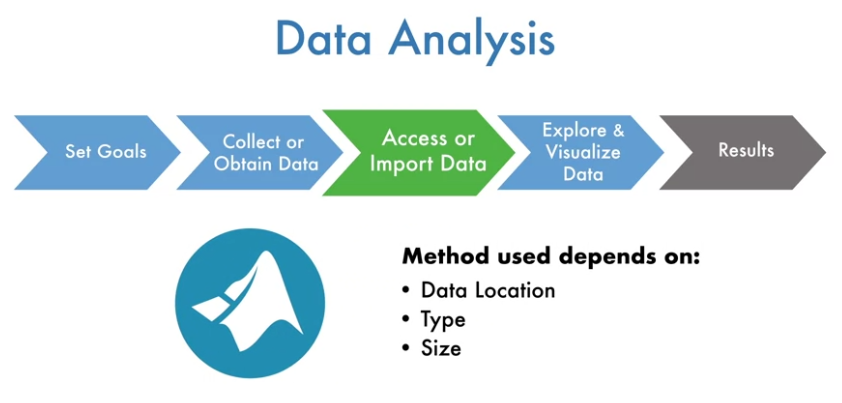 Data Analysis
Set Goals
Collect or
Obtain Data
Access or
Import Data
Explore &
Visualize
Data
Results
Method used depends on:
• Data Location
• Type
• Size